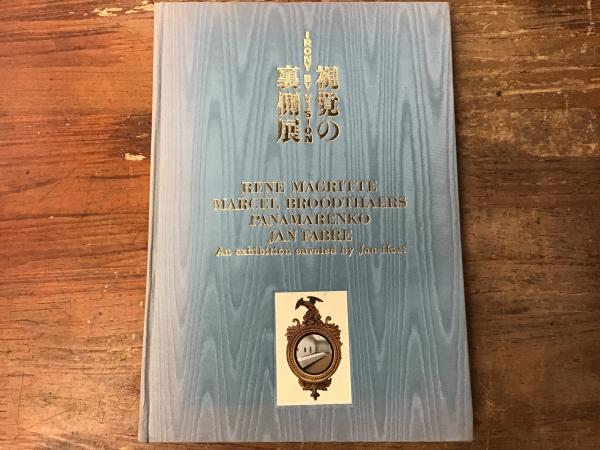 視覚の
裏側展
IRONY BY VISION
RENE MAGRITTE
MARCEL BROODTHAERS
PANAMARENKO
JAN FABRE
An exhibition curated by Jan Hoet